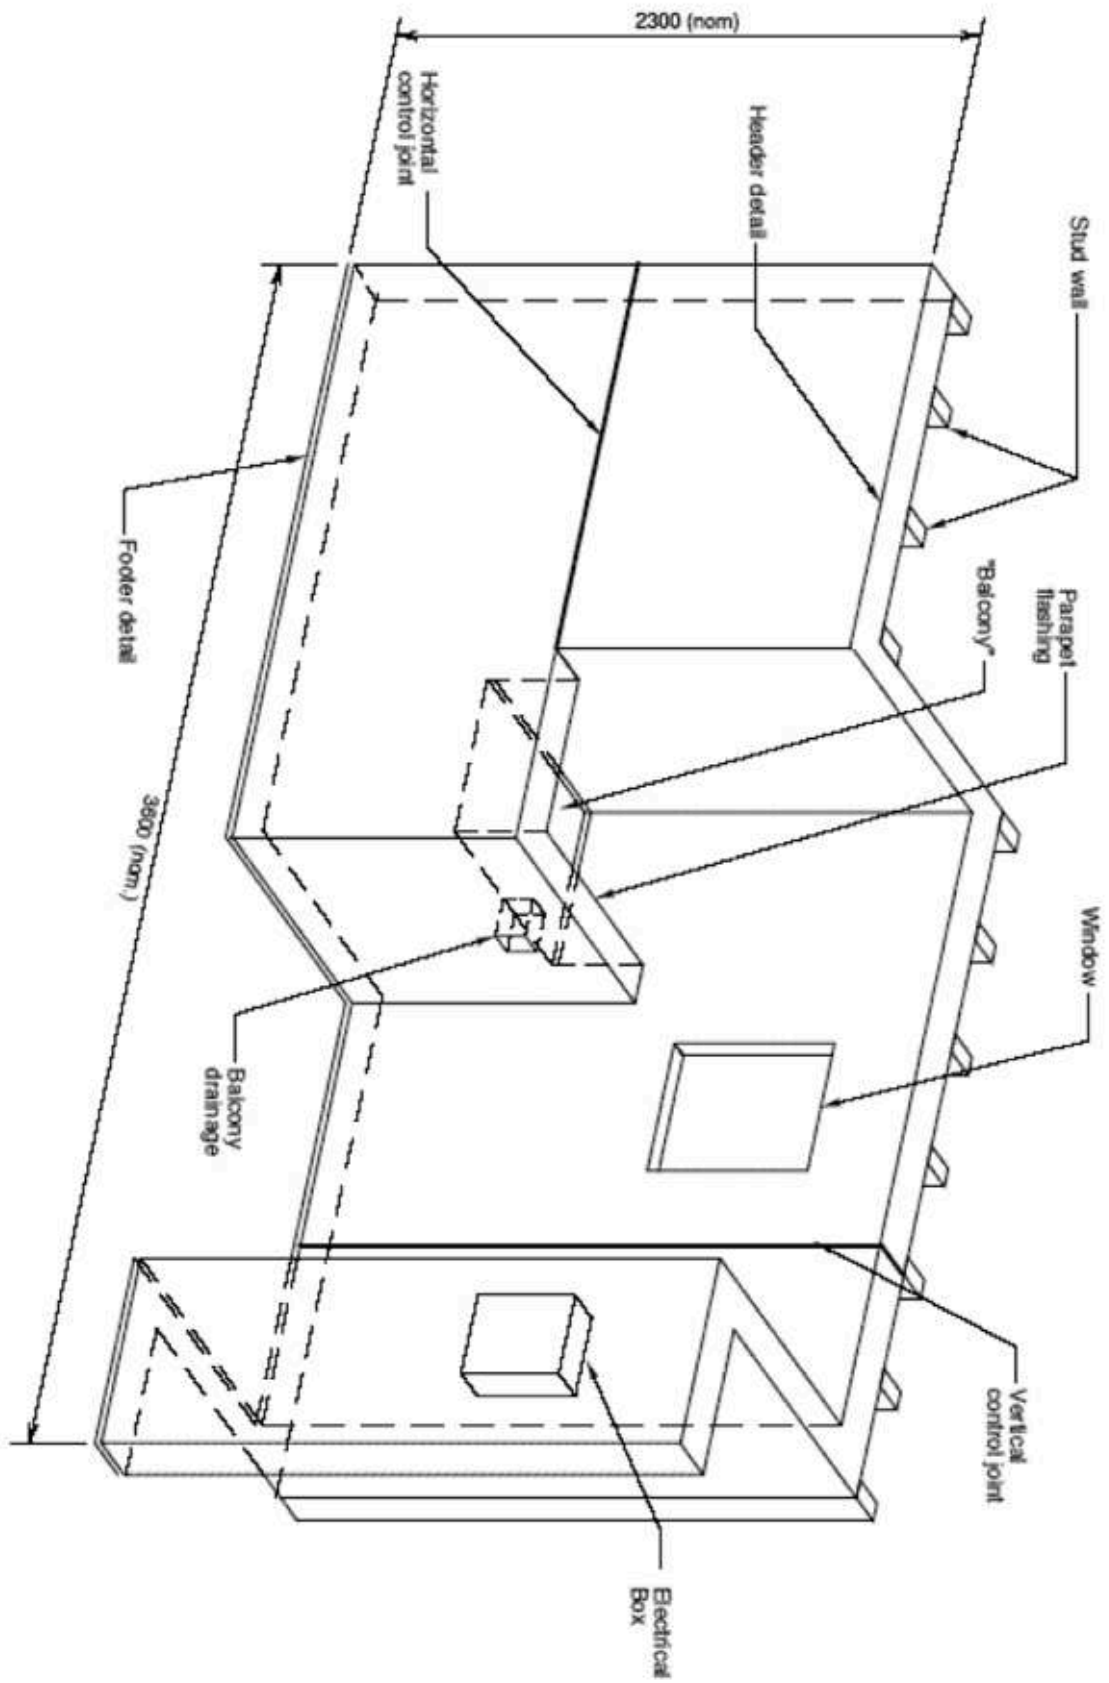 2300 (nom)
Horizontal
control joint
Header detail
Stud wall
Footer detail
"Balcony"
Parapet
flashing
3600 (nom.)
Window
Balcony
drainage
Vertical
control joint
Electrical
Box